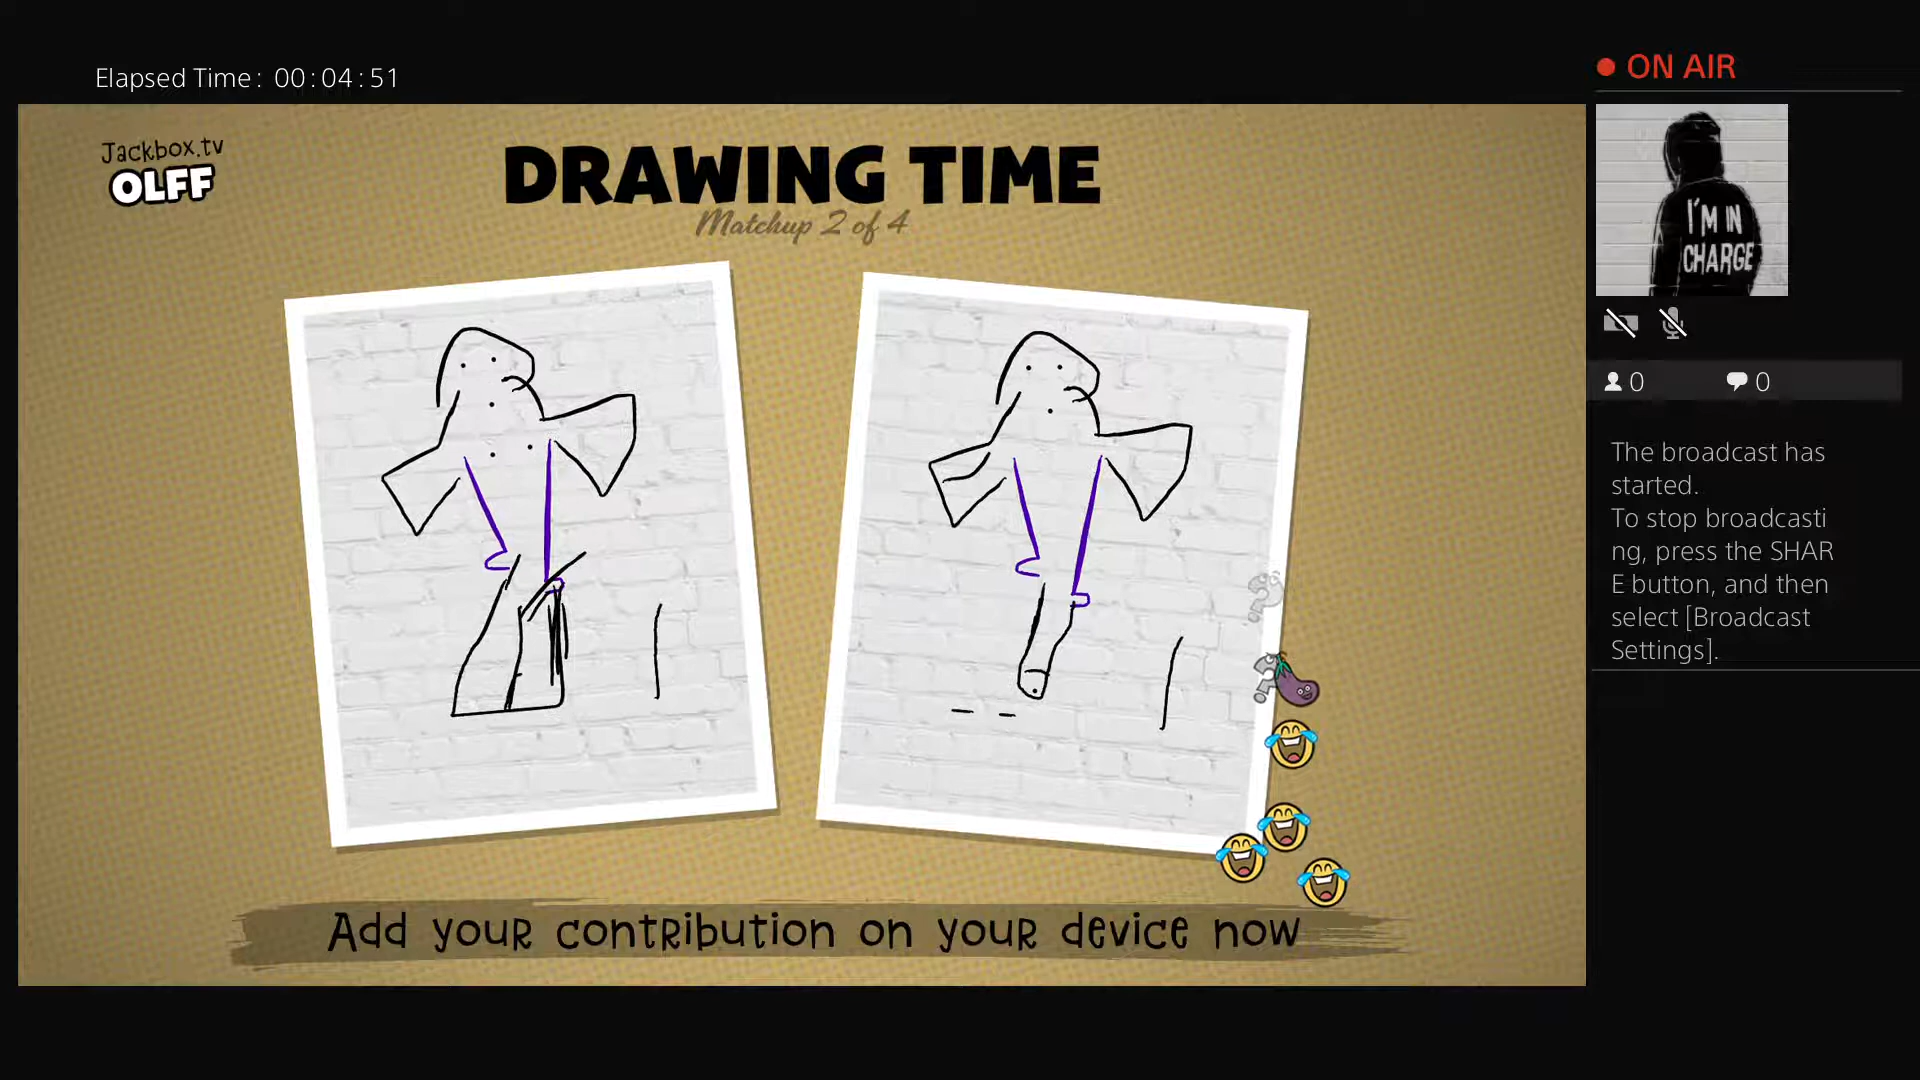 Elapsed Time: 00:04:51
ON AIR
Jackbox.tv
OLFF
DRAWING TIME
Matchup 2 of 4
I'M IN
CHARGE
0
0
The broadcast has
started.
To stop broadcasti
ng, press the SHAR
E button, and then
select [Broadcast
Settings].
Add your contribution on your device now